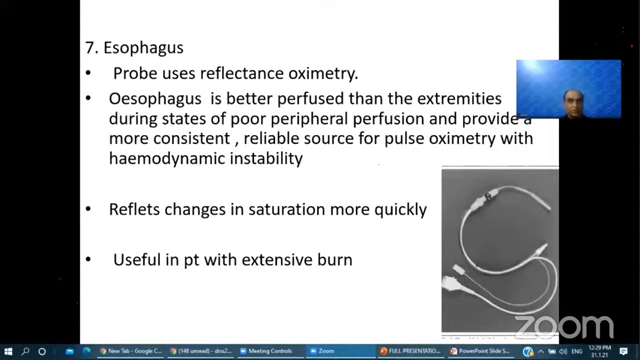 7. Esophagus
• Probe uses reflectance oximetry.
• Oesophagus is better perfused than the extremities
during states of poor peripheral perfusion and provide a
more consistent , reliable source for pulse oximetry with
haemodynamic instability
• Reflets changes in saturation more quickly
• Useful in pt with extensive burn
zoom
New Tab - Google C...
(148 unread) - drss2...
Meeting Controls
Zoom
FULL PRESENTATIO...
PowerPoint Slide S...
ENG
12:29 PM
31.1.21